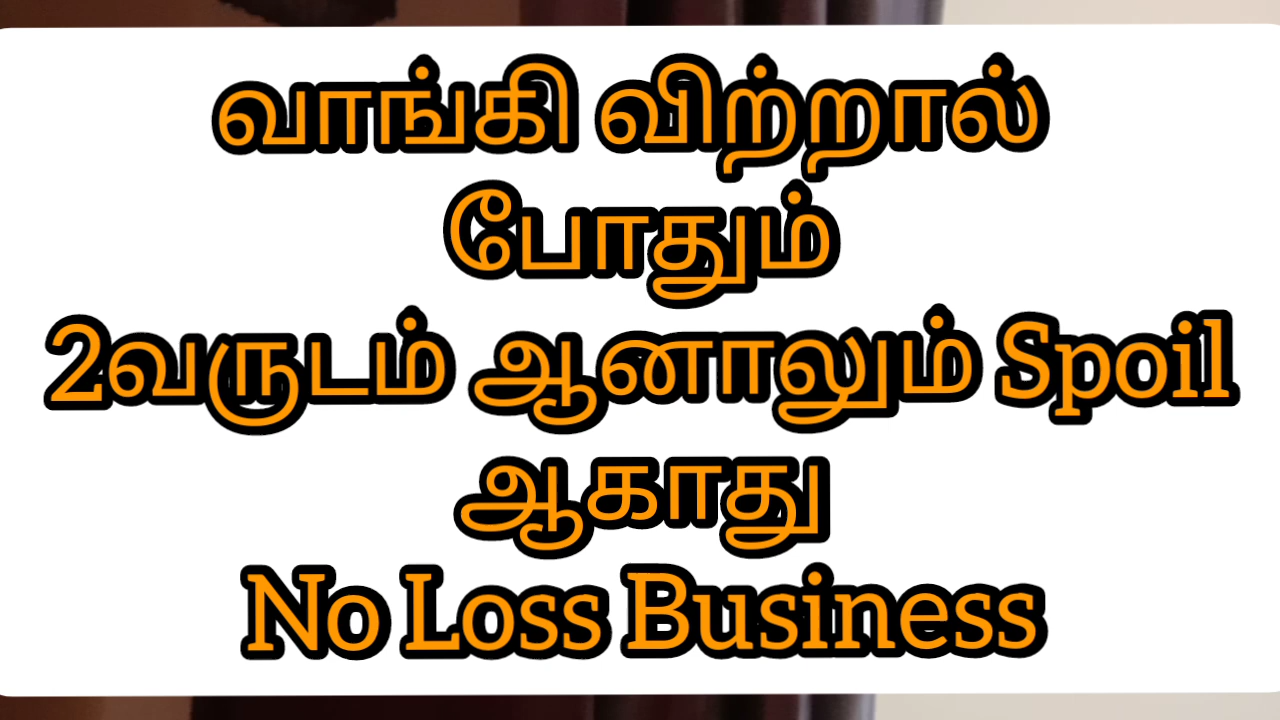 வாங்கி விற்றால்
போதும்
2வருடம் ஆனாலும் Spoil
ஆகாது
No Loss Business